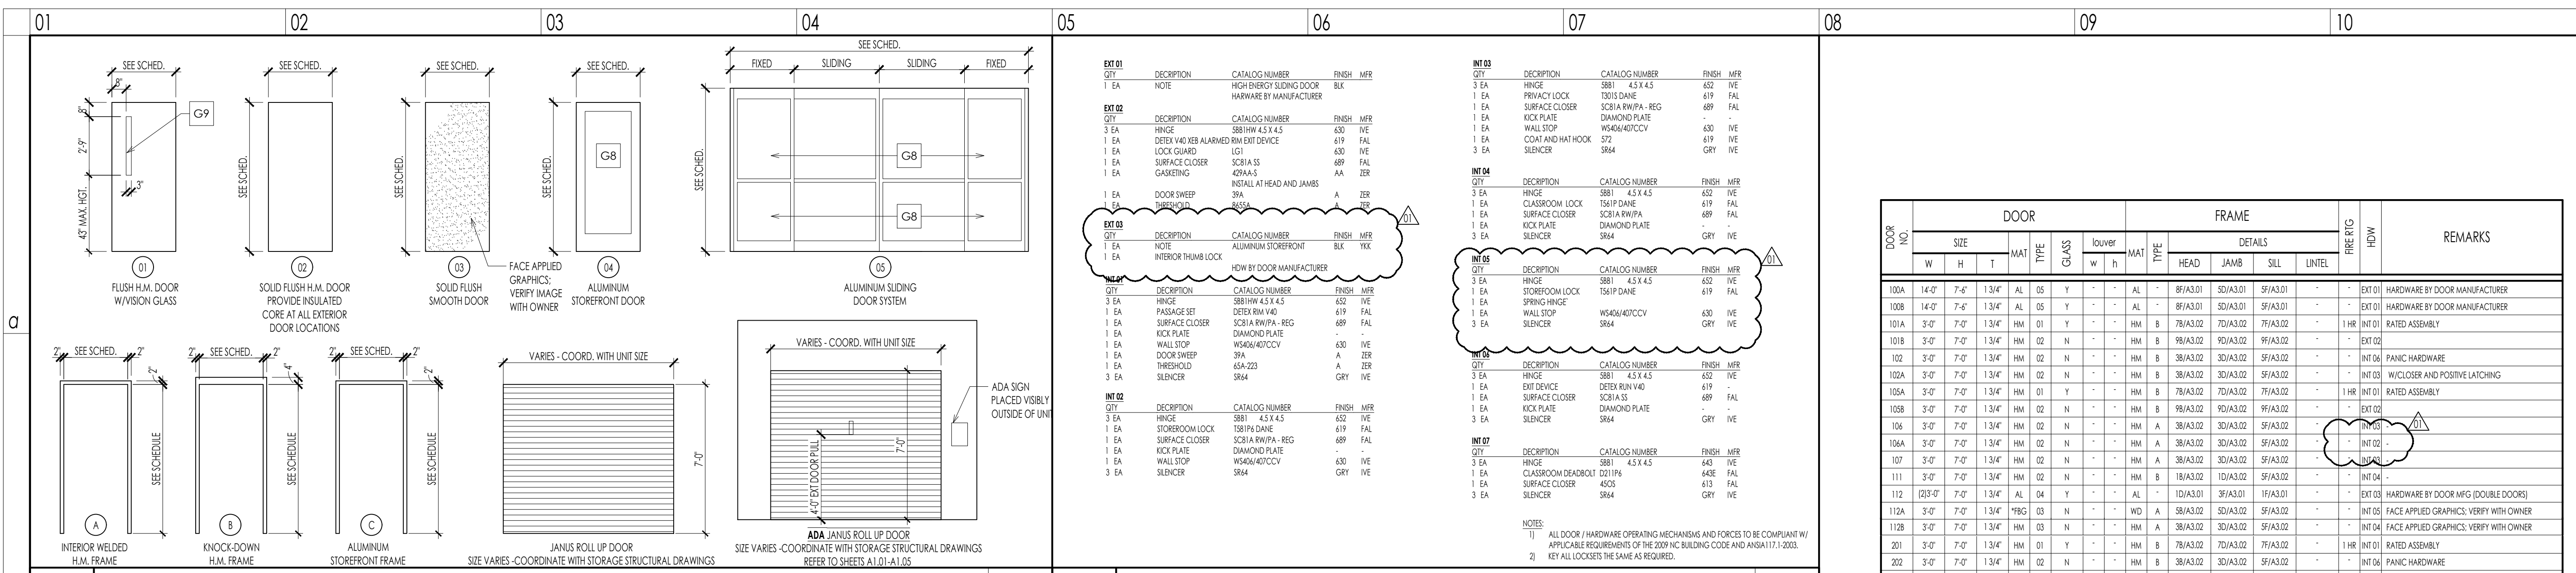 01 02 03 04 05 06 07 08 09 10
a
SEE SCHED.
8"
8"
2'-9"
3"
43" MAX. HGT.
G9
01
FLUSH H.M. DOOR
W/VISION GLASS
SEE SCHED.
SEE SCHED.
02
SOLID FLUSH H.M. DOOR
PROVIDE INSULATED
CORE AT ALL EXTERIOR
DOOR LOCATIONS
SEE SCHED.
SEE SCHED.
03
SOLID FLUSH
SMOOTH DOOR
FACE APPLIED
GRAPHICS;
VERIFY IMAGE
WITH OWNER
SEE SCHED.
SEE SCHED.
G8
04
ALUMINUM
STOREFRONT DOOR
SEE SCHED.
FIXED SLIDING SLIDING FIXED
SEE SCHED.
G8
G8
05
ALUMINUM SLIDING
DOOR SYSTEM
2" SEE SCHED. 2"
2"
SEE SCHEDULE
A
INTERIOR WELDED
H.M. FRAME
2" SEE SCHED. 2"
4"
SEE SCHEDULE
B
KNOCK-DOWN
H.M. FRAME
2" SEE SCHED. 2"
2"
SEE SCHEDULE
C
ALUMINUM
STOREFRONT FRAME
VARIES - COORD. WITH UNIT SIZE
7'-0"
JANUS ROLL UP DOOR
SIZE VARIES -COORDINATE WITH STORAGE STRUCTURAL DRAWINGS
VARIES - COORD. WITH UNIT SIZE
4'-0" EXT DOOR PULL
7'-0"
ADA SIGN
PLACED VISIBLY
OUTSIDE OF UNIT
ADA JANUS ROLL UP DOOR
SIZE VARIES -COORDINATE WITH STORAGE STRUCTURAL DRAWINGS
REFER TO SHEETS A1.01-A1.05
EXT 01
QTY DECRIPTION CATALOG NUMBER FINISH MFR
1 EA NOTE HIGH ENERGY SLIDING DOOR BLK
HARWARE BY MANUFACTURER
EXT 02
QTY DECRIPTION CATALOG NUMBER FINISH MFR
3 EA HINGE 5BB1HW 4.5 X 4.5 630 IVE
1 EA DETEX V40 XEB ALARMED RIM EXIT DEVICE 619 FAL
1 EA LOCK GUARD LG1 630 IVE
1 EA SURFACE CLOSER SC81A SS 689 FAL
1 EA GASKETING 429AA-S AA ZER
INSTALL AT HEAD AND JAMBS
1 EA DOOR SWEEP 39A A ZER
1 EA THRESHOLD 865SA A ZER
01
EXT 03
QTY DECRIPTION CATALOG NUMBER FINISH MFR
1 EA NOTE ALUMINUM STOREFRONT BLK YKK
1 EA INTERIOR THUMB LOCK
HDW BY DOOR MANUFACTURER
INT 01
QTY DECRIPTION CATALOG NUMBER FINISH MFR
3 EA HINGE 5BB1HW 4.5 X 4.5 652 IVE
1 EA PASSAGE SET DETEX RIM V40 619 FAL
1 EA SURFACE CLOSER SC81A RW/PA - REG 689 FAL
1 EA KICK PLATE DIAMOND PLATE - -
1 EA WALL STOP WS406/407CCV 630 IVE
1 EA DOOR SWEEP 39A A ZER
1 EA THRESHOLD 65A-223 A ZER
3 EA SILENCER SR64 GRY IVE
INT 02
QTY DECRIPTION CATALOG NUMBER FINISH MFR
3 EA HINGE 5BB1 4.5 X 4.5 652 IVE
1 EA STOREROOM LOCK T581P6 DANE 619 FAL
1 EA SURFACE CLOSER SC81A RW/PA - REG 689 FAL
1 EA KICK PLATE DIAMOND PLATE - -
1 EA WALL STOP WS406/407CCV 630 IVE
3 EA SILENCER SR64 GRY IVE
INT 03
QTY DECRIPTION CATALOG NUMBER FINISH MFR
3 EA HINGE 5BB1 4.5 X 4.5 652 IVE
1 EA PRIVACY LOCK T301S DANE 619 FAL
1 EA SURFACE CLOSER SC81A RW/PA - REG 689 FAL
1 EA KICK PLATE DIAMOND PLATE - -
1 EA WALL STOP WS406/407CCV 630 IVE
1 EA COAT AND HAT HOOK 572 619 IVE
3 EA SILENCER SR64 GRY IVE
INT 04
QTY DECRIPTION CATALOG NUMBER FINISH MFR
3 EA HINGE 5BB1 4.5 X 4.5 652 IVE
1 EA CLASSROOM LOCK T561P DANE 619 FAL
1 EA SURFACE CLOSER SC81A RW/PA 689 FAL
1 EA KICK PLATE DIAMOND PLATE - -
3 EA SILENCER SR64 GRY IVE
01
INT 05
QTY DECRIPTION CATALOG NUMBER FINISH MFR
3 EA HINGE 5BB1 4.5 X 4.5 652 IVE
1 EA STOREFOOM LOCK T561P DANE 619 FAL
1 EA SPRING HINGE`
1 EA WALL STOP WS406/407CCV 630 IVE
3 EA SILENCER SR64 GRY IVE
INT 06
QTY DECRIPTION CATALOG NUMBER FINISH MFR
3 EA HINGE 5BB1 4.5 X 4.5 652 IVE
1 EA EXIT DEVICE DETEX RUN V40 619 -
1 EA SURFACE CLOSER SC81A SS 689 FAL
1 EA KICK PLATE DIAMOND PLATE - -
3 EA SILENCER SR64 GRY IVE
INT 07
QTY DECRIPTION CATALOG NUMBER FINISH MFR
3 EA HINGE 5BB1 4.5 X 4.5 643 IVE
1 EA CLASSROOM DEADBOLT D211P6 643E FAL
1 EA SURFACE CLOSER 450S 613 FAL
3 EA SILENCER SR64 GRY IVE
NOTES:
1) ALL DOOR / HARDWARE OPERATING MECHANISMS AND FORCES TO BE COMPLIANT W/
APPLICABLE REQUIREMENTS OF THE 2009 NC BUILDING CODE AND ANSIA117.1-2003.
2) KEY ALL LOCKSETS THE SAME AS REQUIRED.
DOOR NO. DOOR FRAME FIRE RTG HDW REMARKS
SIZE MAT TYPE GLASS louver MAT TYPE DETAILS
W H T w h HEAD JAMB SILL LINTEL
100A 14'-0" 7'-6" 1 3/4" AL 05 Y - - AL - 8F/A3.01 5D/A3.01 5F/A3.01 - - EXT 01 HARDWARE BY DOOR MANUFACTURER
100B 14'-0" 7'-6" 1 3/4" AL 05 Y - - AL - 8F/A3.01 5D/A3.01 5F/A3.01 - - EXT 01 HARDWARE BY DOOR MANUFACTURER
101A 3'-0" 7'-0" 1 3/4" HM 01 Y - - HM B 7B/A3.02 7D/A3.02 7F/A3.02 - 1 HR INT 01 RATED ASSEMBLY
101B 3'-0" 7'-0" 1 3/4" HM 02 N - - HM B 9B/A3.02 9D/A3.02 9F/A3.02 - - EXT 02
102 3'-0" 7'-0" 1 3/4" HM 02 N - - HM B 3B/A3.02 3D/A3.02 5F/A3.02 - - INT 06 PANIC HARDWARE
102A 3'-0" 7'-0" 1 3/4" HM 02 N - - HM B 3B/A3.02 3D/A3.02 5F/A3.02 - - INT 03 W/CLOSER AND POSITIVE LATCHING
105A 3'-0" 7'-0" 1 3/4" HM 01 Y - - HM B 7B/A3.02 7D/A3.02 7F/A3.02 - 1 HR INT 01 RATED ASSEMBLY
105B 3'-0" 7'-0" 1 3/4" HM 02 N - - HM B 9B/A3.02 9D/A3.02 9F/A3.02 - - EXT 02
106 3'-0" 7'-0" 1 3/4" HM 02 N - - HM A 3B/A3.02 3D/A3.02 5F/A3.02 - - INT 03 - 01
106A 3'-0" 7'-0" 1 3/4" HM 02 N - - HM A 3B/A3.02 3D/A3.02 5F/A3.02 - - INT 02 -
107 3'-0" 7'-0" 1 3/4" HM 02 N - - HM A 3B/A3.02 3D/A3.02 5F/A3.02 - - INT 03 -
111 3'-0" 7'-0" 1 3/4" HM 02 N - - HM B 1B/A3.02 1D/A3.02 5F/A3.02 - - INT 04 -
112 (2)3'-0" 7'-0" 1 3/4" AL 04 Y - - AL - 1D/A3.01 3F/A3.01 1F/A3.01 - - EXT 03 HARDWARE BY DOOR MFG (DOUBLE DOORS)
112A 3'-0" 7'-0" 1 3/4" *FBG 03 N - - WD A 5B/A3.02 5D/A3.02 5F/A3.02 - - INT 05 FACE APPLIED GRAPHICS; VERIFY WITH OWNER
112B 3'-0" 7'-0" 1 3/4" HM 03 N - - HM A 3B/A3.02 3D/A3.02 5F/A3.02 - - INT 04 FACE APPLIED GRAPHICS; VERIFY WITH OWNER
201 3'-0" 7'-0" 1 3/4" HM 01 Y - - HM B 7B/A3.02 7D/A3.02 7F/A3.02 - 1 HR INT 01 RATED ASSEMBLY
202 3'-0" 7'-0" 1 3/4" HM 02 N - - HM B 3B/A3.02 3D/A3.02 5F/A3.02 - - INT 06 PANIC HARDWARE